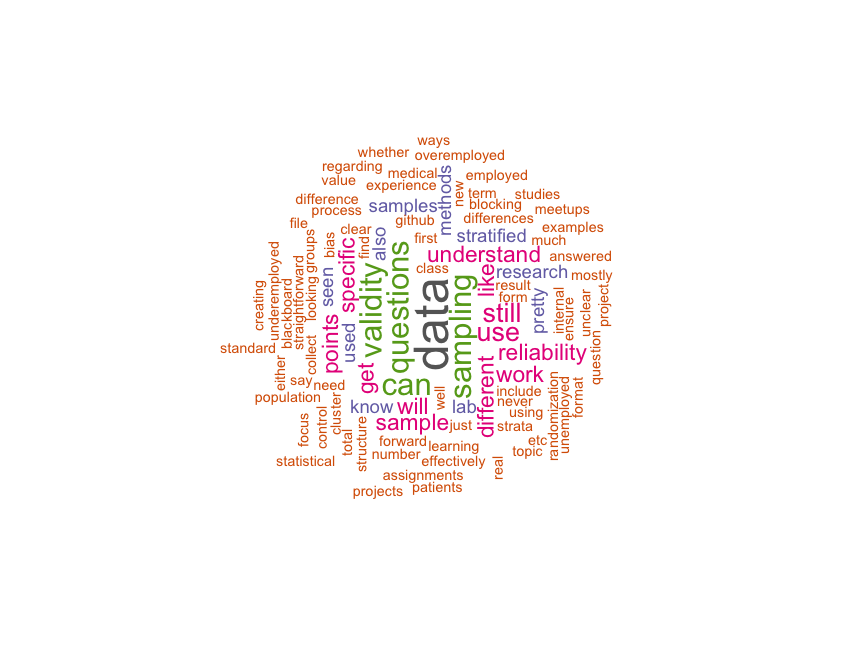 ways
whether
overemployed
regarding
medical
employed
value
experience
methods
new
term
studies
difference
process
samples
blocking
meetups
github
differences
file
clear
also
first
stratified
examples
groups
bias
find
much
understand
answered
specific
questions
class
like
research
mostly
seen
validity
data
sampling
result
form
creating
underemployed
blackboard
straightforward
looking
still
pretty
internal
ensure
unclear
project
points
used
use
standard
collect
reliability
question
either
say
need
get
can
different
work
population
well
include
never
randomization
unemployed
format
know
will
lab
using
focus
control
cluster
sample
just
strata
total
structure
forward
learning
etc
number
topic
statistical
effectively
real
assignments
projects
patients